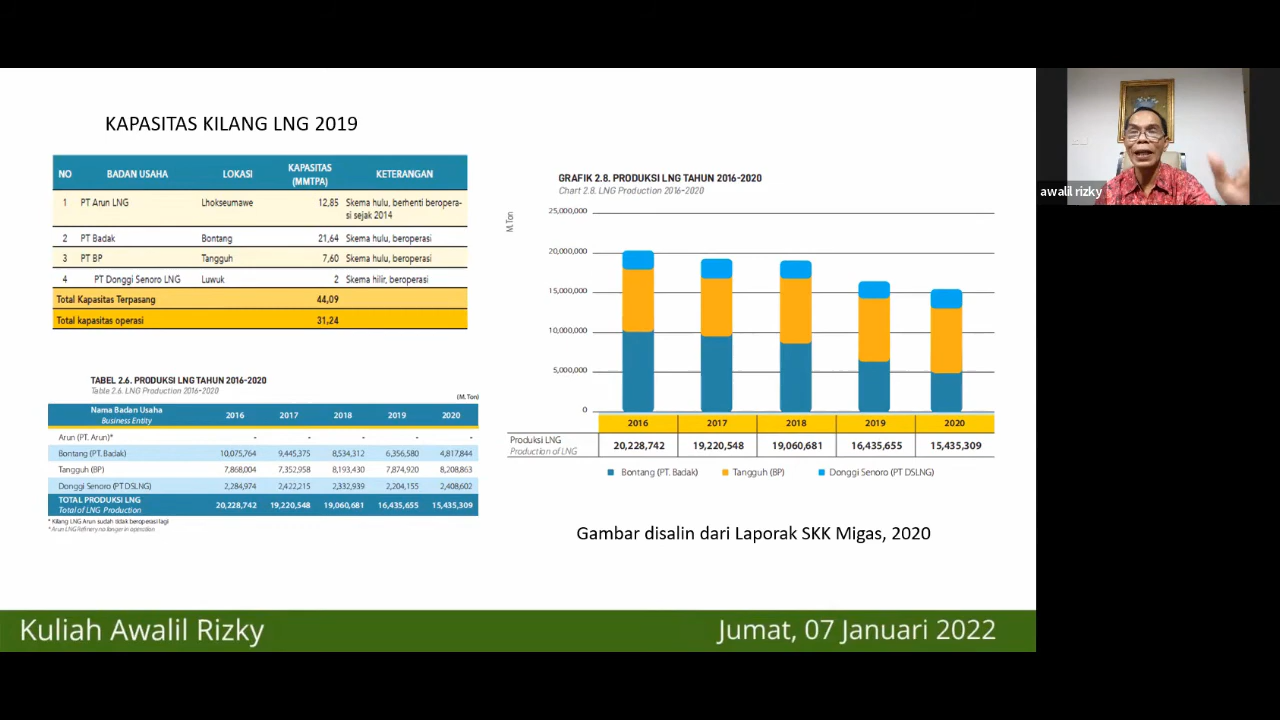 KAPASITAS KILANG LNG 2019
NO BADAN USAHA LOKASI KAPASITAS (MMTPA) KETERANGAN
1 PT Arun LNG Lhokseumawe 12,85 Skema hulu, berhenti beropera-
si sejak 2014
2 PT Badak Bontang 21,64 Skema hulu, beroperasi
3 PT BP Tangguh 7,60 Skema hulu, beroperasi
4 PT Donggi Senoro LNG Luwuk 2 Skema hilir, beroperasi
Total Kapasitas Terpasang 44,09
Total kapasitas operasi 31,24
TABEL 2.6. PRODUKSI LNG TAHUN 2016-2020
Table 2.6. LNG Production 2016-2020
(M. Ton)
Nama Badan Usaha
Business Entity
2016 2017 2018 2019 2020
Arun (PT. Arun)* - - - - -
Bontang (PT. Badak) 10,075,764 9,445,375 8,534,312 6,356,580 4,817,844
Tangguh (BP) 7,868,004 7,352,958 8,193,430 7,874,920 8,208,863
Donggi Senoro (PT DSLNG) 2,284,974 2,422,215 2,332,939 2,204,155 2,408,602
TOTAL PRODUKSI LNG
Total of LNG Production
20,228,742 19,220,548 19,060,681 16,435,655 15,435,309
* Kilang LNG Arun sudah tidak beroperasi lagi
* Arun LNG Refinery no longer in operation
GRAFIK 2.8. PRODUKSI LNG TAHUN 2016-2020
Chart 2.8. LNG Production 2016-2020
M. Ton
25,000,000
20,000,000
15,000,000
10,000,000
5,000,000
0
2016 2017 2018 2019 2020
Produksi LNG
Production of LNG
20,228,742 19,220,548 19,060,681 16,435,655 15,435,309
Bontang (PT. Badak) Tangguh (BP) Donggi Senoro (PT DSLNG)
Gambar disalin dari Laporak SKK Migas, 2020
Kuliah Awalil Rizky
Jumat, 07 Januari 2022
awalil rizky